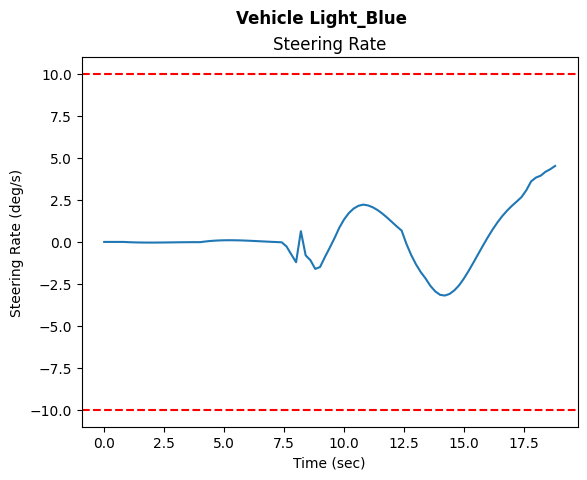 Vehicle Light_Blue
Steering Rate
10.0
7.5
5.0
2.5
0.0
−2.5
−5.0
−7.5
−10.0
Steering Rate (deg/s)
0.0 2.5 5.0 7.5 10.0 12.5 15.0 17.5
Time (sec)